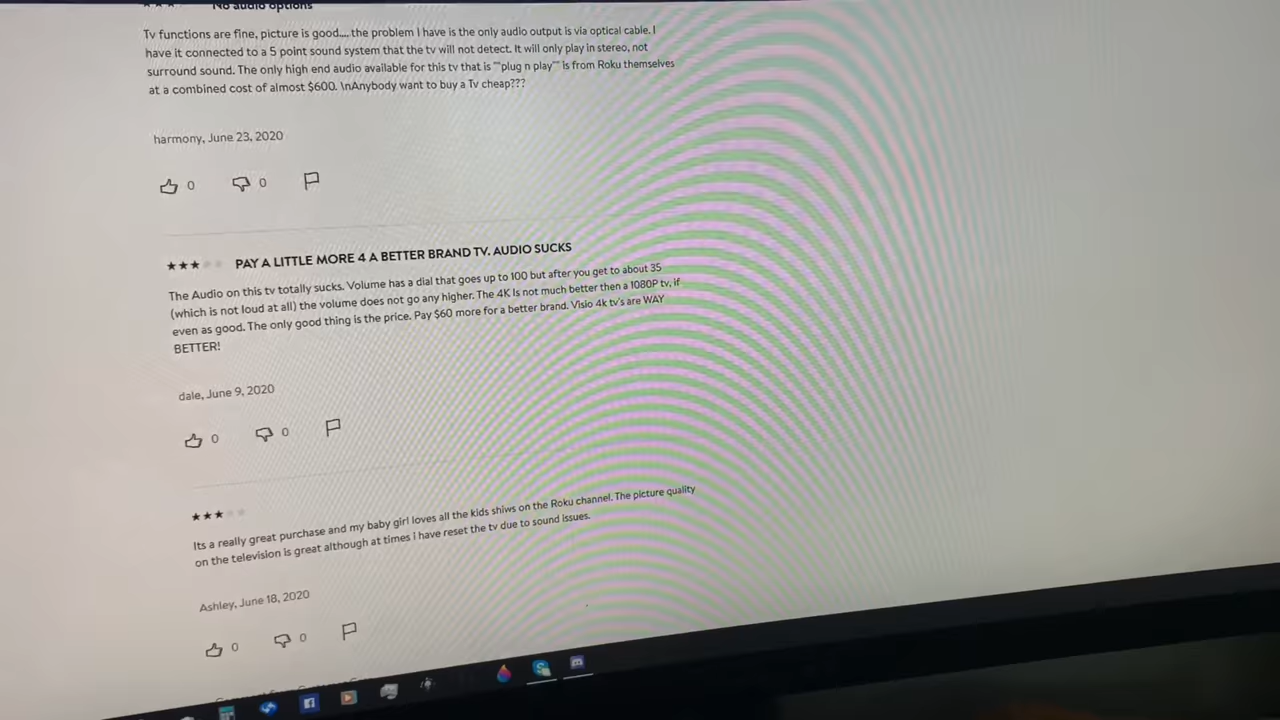 No audio options
Tv functions are fine, picture is good.... the problem I have is the only audio output is via optical cable. I
have it connected to a 5 point sound system that the tv will not detect. It will only play in stereo, not
surround sound. The only high end audio available for this tv that is ""plug n play"" is from Roku themselves
at a combined cost of almost $600. \nAnybody want to buy a Tv cheap???
harmony, June 23, 2020
0 0
PAY A LITTLE MORE 4 A BETTER BRAND TV. AUDIO SUCKS
The Audio on this tv totally sucks. Volume has a dial that goes up to 100 but after you get to about 35
(which is not loud at all) the volume does not go any higher. The 4K Is not much better then a 1080P tv, if
even as good. The only good thing is the price. Pay $60 more for a better brand. Visio 4k tv's are WAY
BETTER!
dale, June 9, 2020
0 0
Its a really great purchase and my baby girl loves all the kids shiws on the Roku channel. The picture quality
on the television is great although at times i have reset the tv due to sound issues.
Ashley, June 18, 2020
0 0